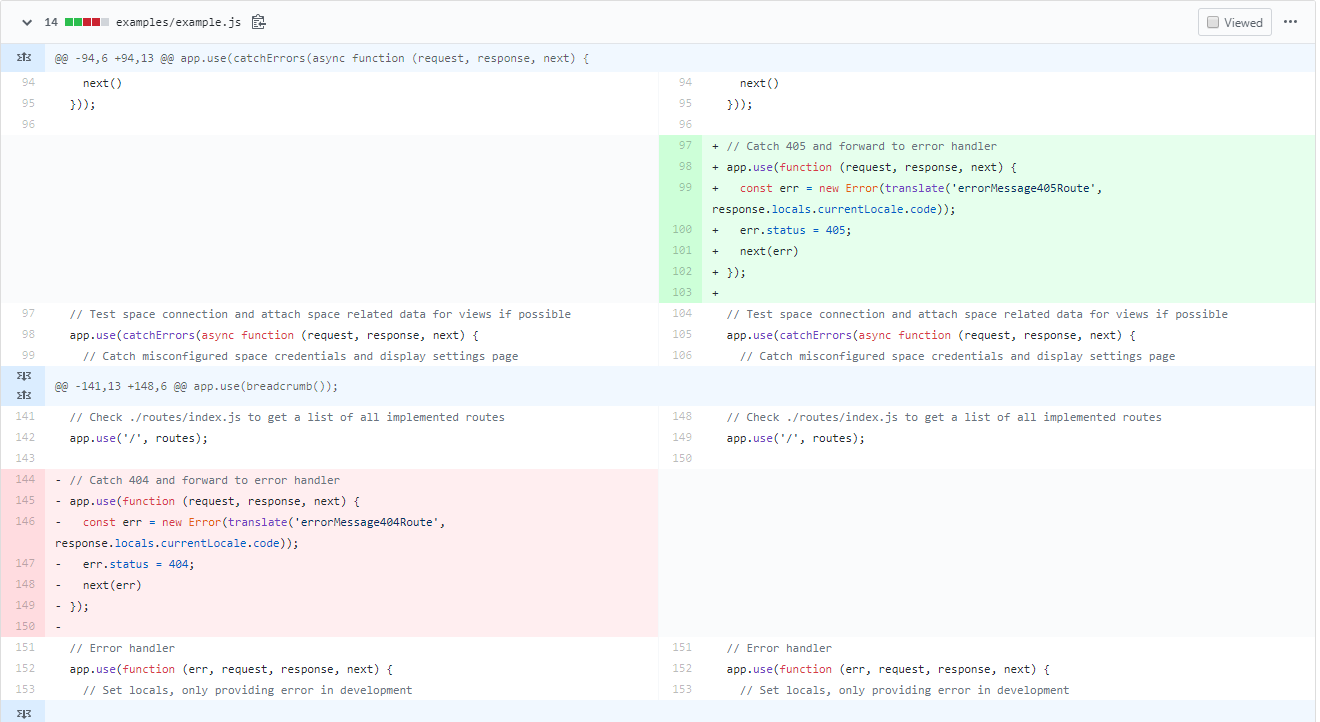 14 examples/example.js Viewed
@@ -94,6 +94,13 @@ app.use(catchErrors(async function (request, response, next) {
94 next() 94 next()
95 })); 95 }));
96 96
97 + // Catch 405 and forward to error handler
98 + app.use(function (request, response, next) {
99 + const err = new Error(translate('errorMessage405Route',
response.locals.currentLocale.code));
100 + err.status = 405;
101 + next(err)
102 + });
103 +
97 // Test space connection and attach space related data for views if possible 104 // Test space connection and attach space related data for views if possible
98 app.use(catchErrors(async function (request, response, next) { 105 app.use(catchErrors(async function (request, response, next) {
99 // Catch misconfigured space credentials and display settings page 106 // Catch misconfigured space credentials and display settings page
@@ -141,13 +148,6 @@ app.use(breadcrumb());
141 // Check ./routes/index.js to get a list of all implemented routes 148 // Check ./routes/index.js to get a list of all implemented routes
142 app.use('/', routes); 149 app.use('/', routes);
143 150
144 - // Catch 404 and forward to error handler
145 - app.use(function (request, response, next) {
146 - const err = new Error(translate('errorMessage404Route',
response.locals.currentLocale.code));
147 - err.status = 404;
148 - next(err)
149 - });
150 -
151 // Error handler 151 // Error handler
152 app.use(function (err, request, response, next) { 152 app.use(function (err, request, response, next) {
153 // Set locals, only providing error in development 153 // Set locals, only providing error in development